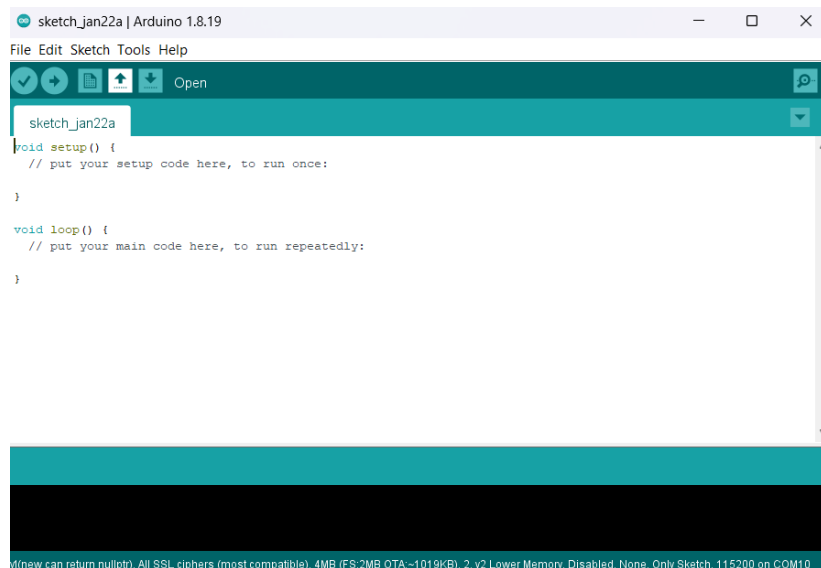 sketch_jan22a | Arduino 1.8.19
File Edit Sketch Tools Help
Open
sketch_jan22a
void setup() {
// put your setup code here, to run once:
}
void loop() {
// put your main code here, to run repeatedly:
}
(new can return nullptr), All SSL ciphers (most compatible), 4MB (FS:2MB OTA:~1019KB), 2, v2 Lower Memory, Disabled, None, Only Sketch, 115200 on COM10